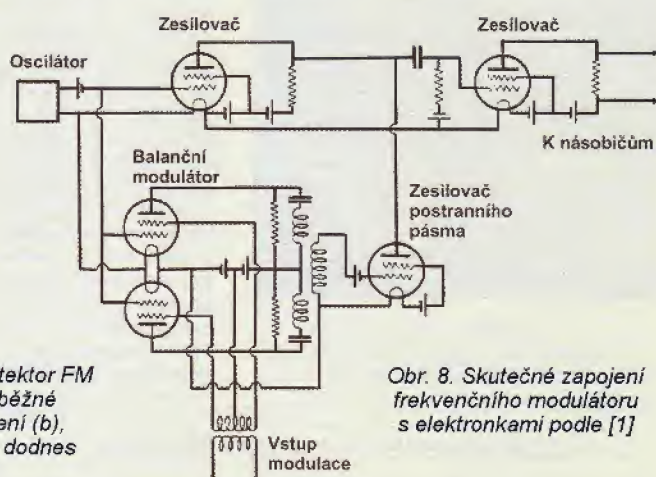 Zesilovač
Zesilovač
Oscilátor
K násobičům
Balanční
modulátor
Zesilovač
postranního
pásma
Vstup
modulace
tektor FM
běžné
ení (b),
dodnes
Obr. 8. Skutečné zapojení
frekvenčního modulátoru
s elektronkami podle [1]